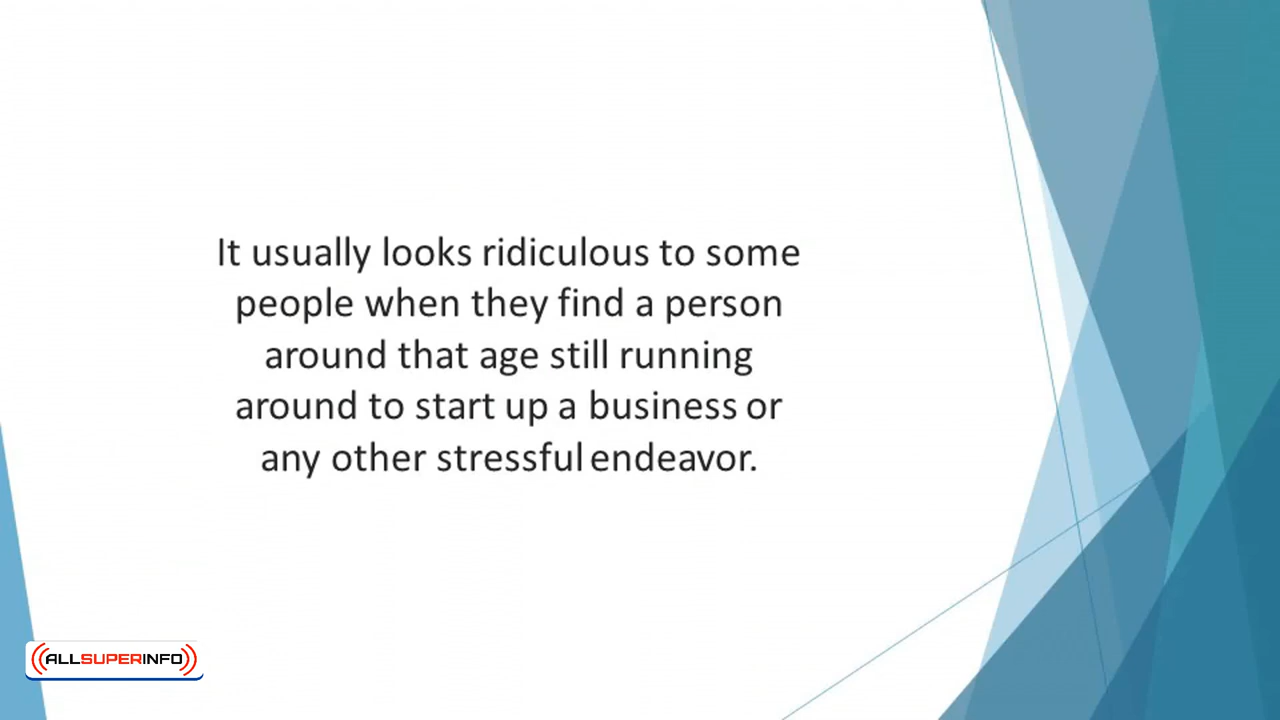 It usually looks ridiculous to some
people when they find a person
around that age still running
around to start up a business or
any other stressful endeavor.
ALLSUPERINFO